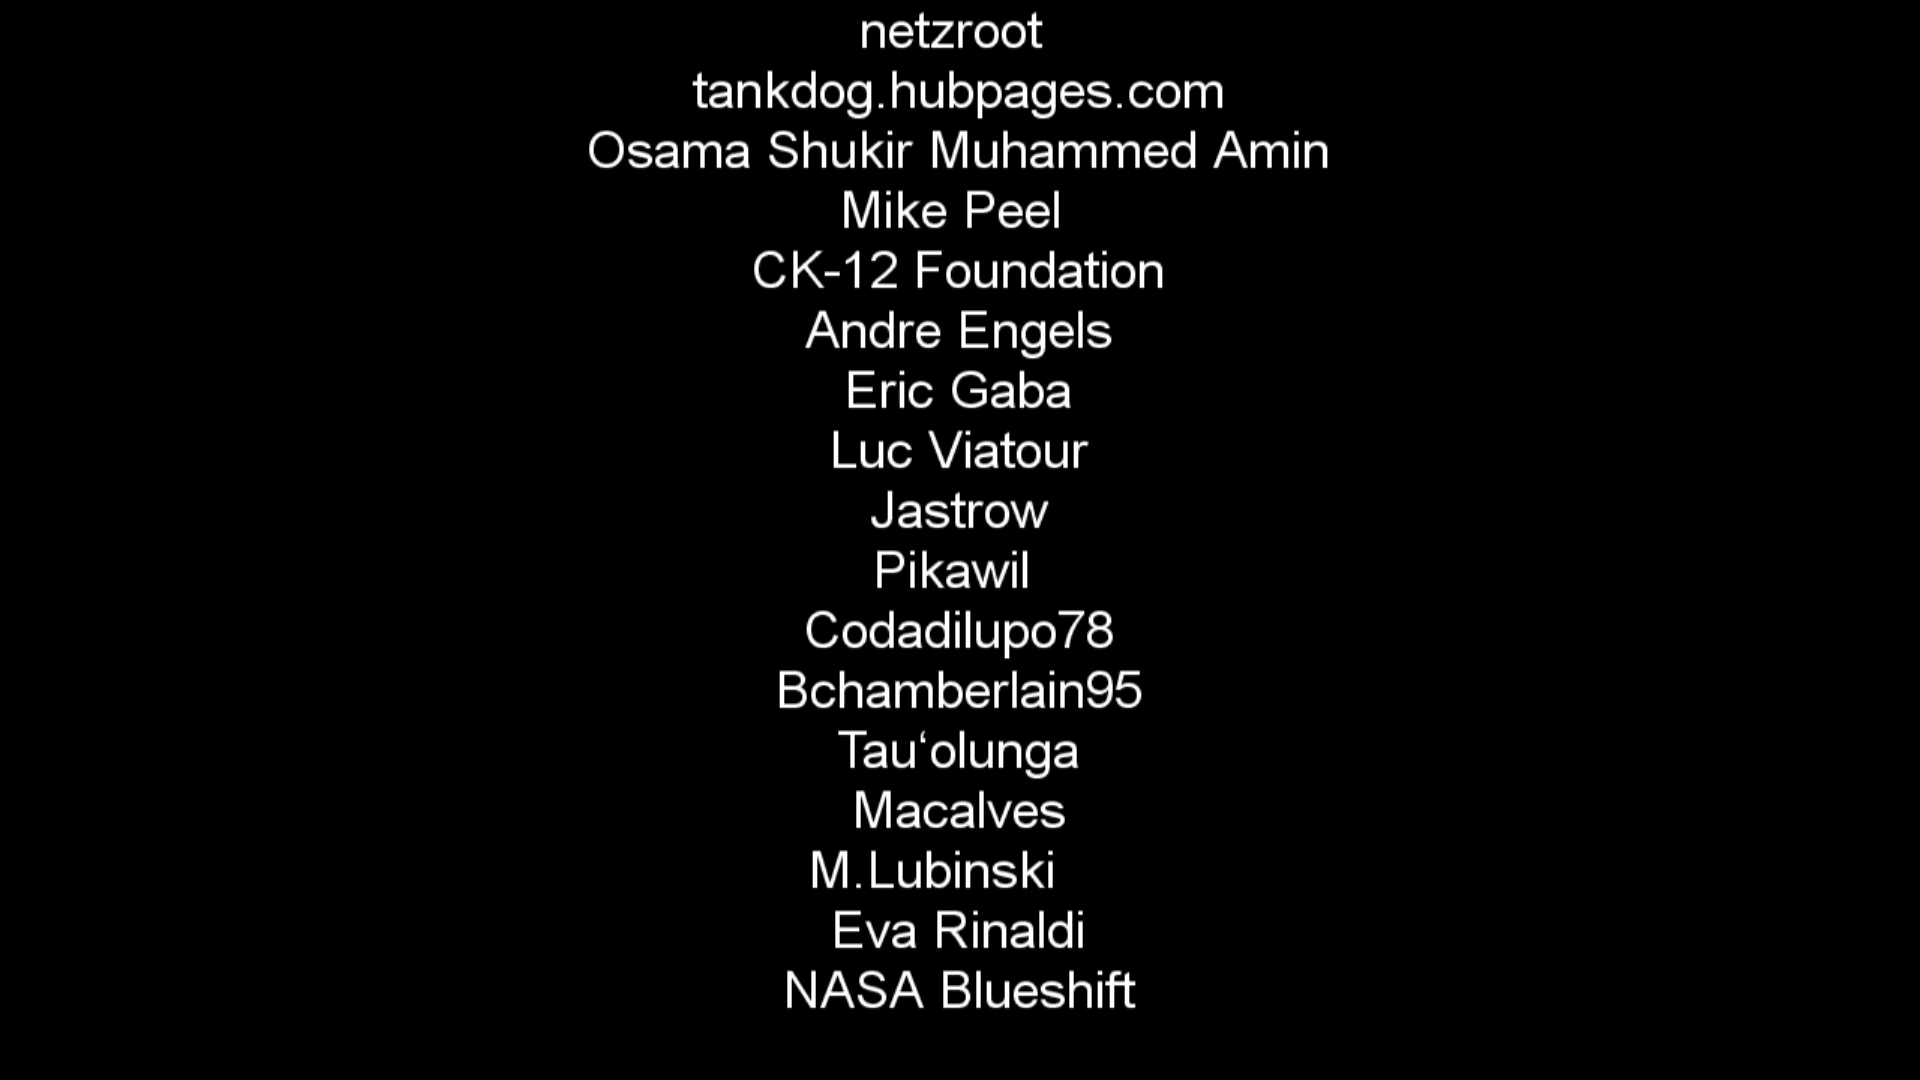 netzroot
tankdog.hubpages.com
Osama Shukir Muhammed Amin
Mike Peel
CK-12 Foundation
Andre Engels
Eric Gaba
Luc Viatour
Jastrow
Pikawil
Codadilupo78
Bchamberlain95
Tau‘olunga
Macalves
M.Lubinski
Eva Rinaldi
NASA Blueshift